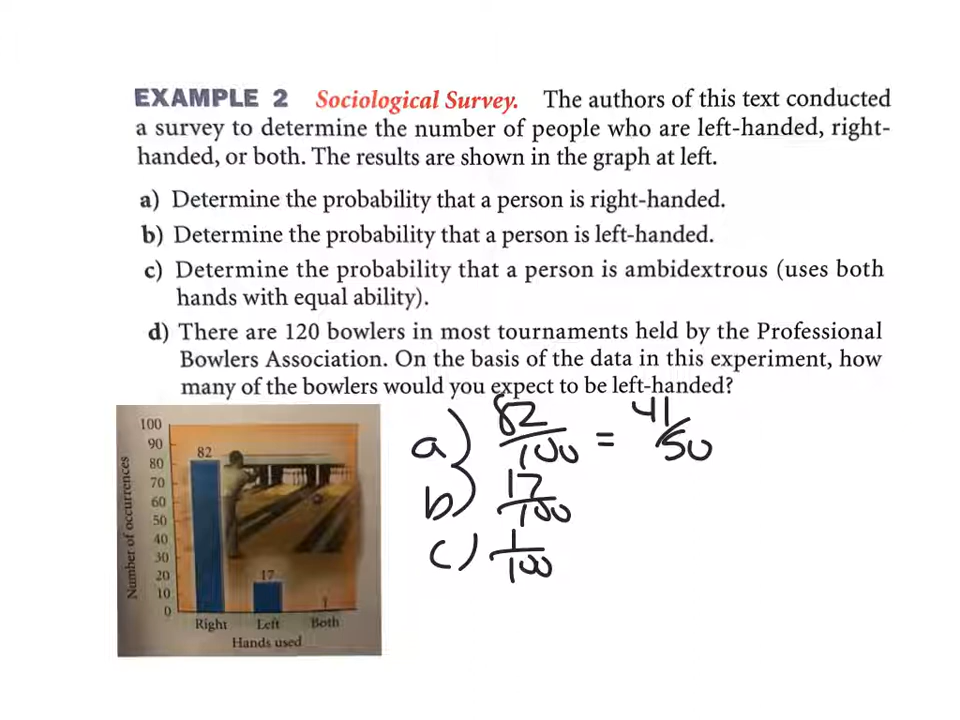 EXAMPLE 2 Sociological Survey. The authors of this text conducted
a survey to determine the number of people who are left-handed, right-
handed, or both. The results are shown in the graph at left.
a) Determine the probability that a person is right-handed.
b) Determine the probability that a person is left-handed.
c) Determine the probability that a person is ambidextrous (uses both
hands with equal ability).
d) There are 120 bowlers in most tournaments held by the Professional
Bowlers Association. On the basis of the data in this experiment, how
many of the bowlers would you expect to be left-handed?
Number of occurrences
100
90
80
70
60
50
40
30
20
10
0
82
17
1
Right Left Both
Hands used
a) 82/100 = 41/50
b) 17/100
c) 1/100